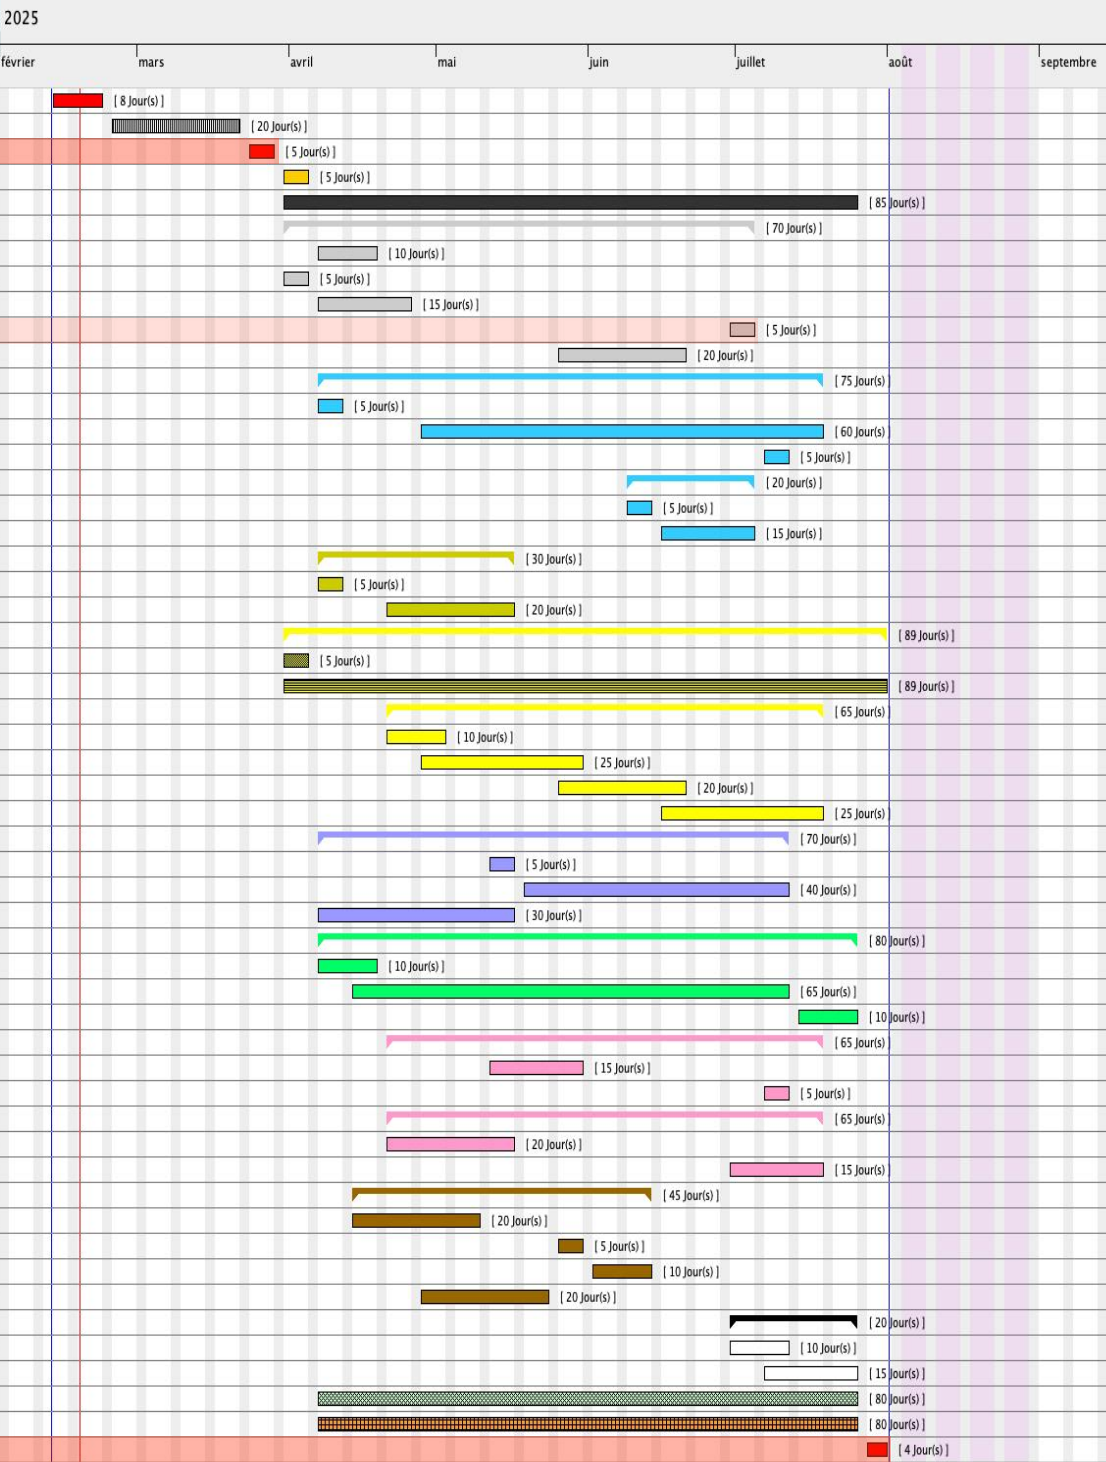 2025
février mars avril mai juin juillet août septembre
[ 8 Jour(s) ]
[ 20 Jour(s) ]
[ 5 Jour(s) ]
[ 5 Jour(s) ]
[ 85 Jour(s) ]
[ 70 Jour(s) ]
[ 10 Jour(s) ]
[ 5 Jour(s) ]
[ 15 Jour(s) ]
[ 5 Jour(s) ]
[ 20 Jour(s) ]
[ 75 Jour(s) ]
[ 5 Jour(s) ]
[ 60 Jour(s) ]
[ 5 Jour(s) ]
[ 20 Jour(s) ]
[ 5 Jour(s) ]
[ 15 Jour(s) ]
[ 30 Jour(s) ]
[ 5 Jour(s) ]
[ 20 Jour(s) ]
[ 89 Jour(s) ]
[ 5 Jour(s) ]
[ 89 Jour(s) ]
[ 65 Jour(s) ]
[ 10 Jour(s) ]
[ 25 Jour(s) ]
[ 20 Jour(s) ]
[ 25 Jour(s) ]
[ 70 Jour(s) ]
[ 5 Jour(s) ]
[ 40 Jour(s) ]
[ 30 Jour(s) ]
[ 80 Jour(s) ]
[ 10 Jour(s) ]
[ 65 Jour(s) ]
[ 10 Jour(s) ]
[ 65 Jour(s) ]
[ 15 Jour(s) ]
[ 5 Jour(s) ]
[ 65 Jour(s) ]
[ 20 Jour(s) ]
[ 15 Jour(s) ]
[ 45 Jour(s) ]
[ 20 Jour(s) ]
[ 5 Jour(s) ]
[ 10 Jour(s) ]
[ 20 Jour(s) ]
[ 20 Jour(s) ]
[ 10 Jour(s) ]
[ 15 Jour(s) ]
[ 80 Jour(s) ]
[ 80 Jour(s) ]
[ 4 Jour(s) ]